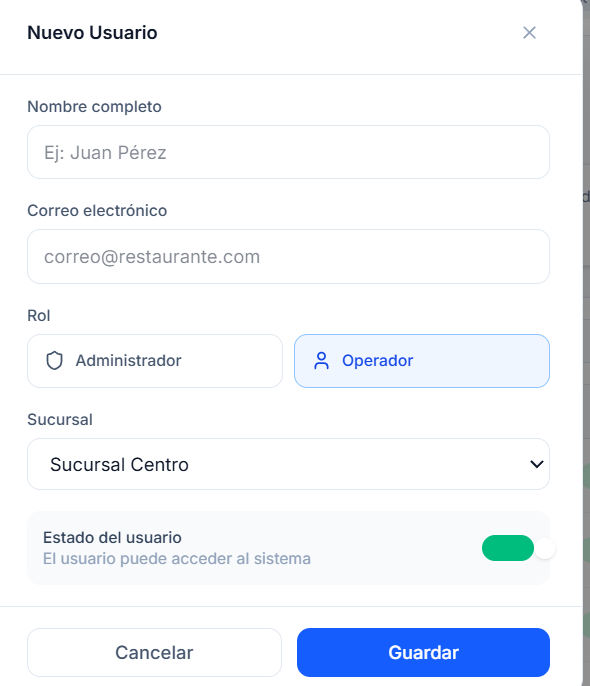 Nuevo Usuario
Nombre completo
Ej: Juan Pérez
Correo electrónico
correo@restaurante.com
Rol
Administrador
Operador
Sucursal
Sucursal Centro
Estado del usuario
El usuario puede acceder al sistema
Cancelar
Guardar